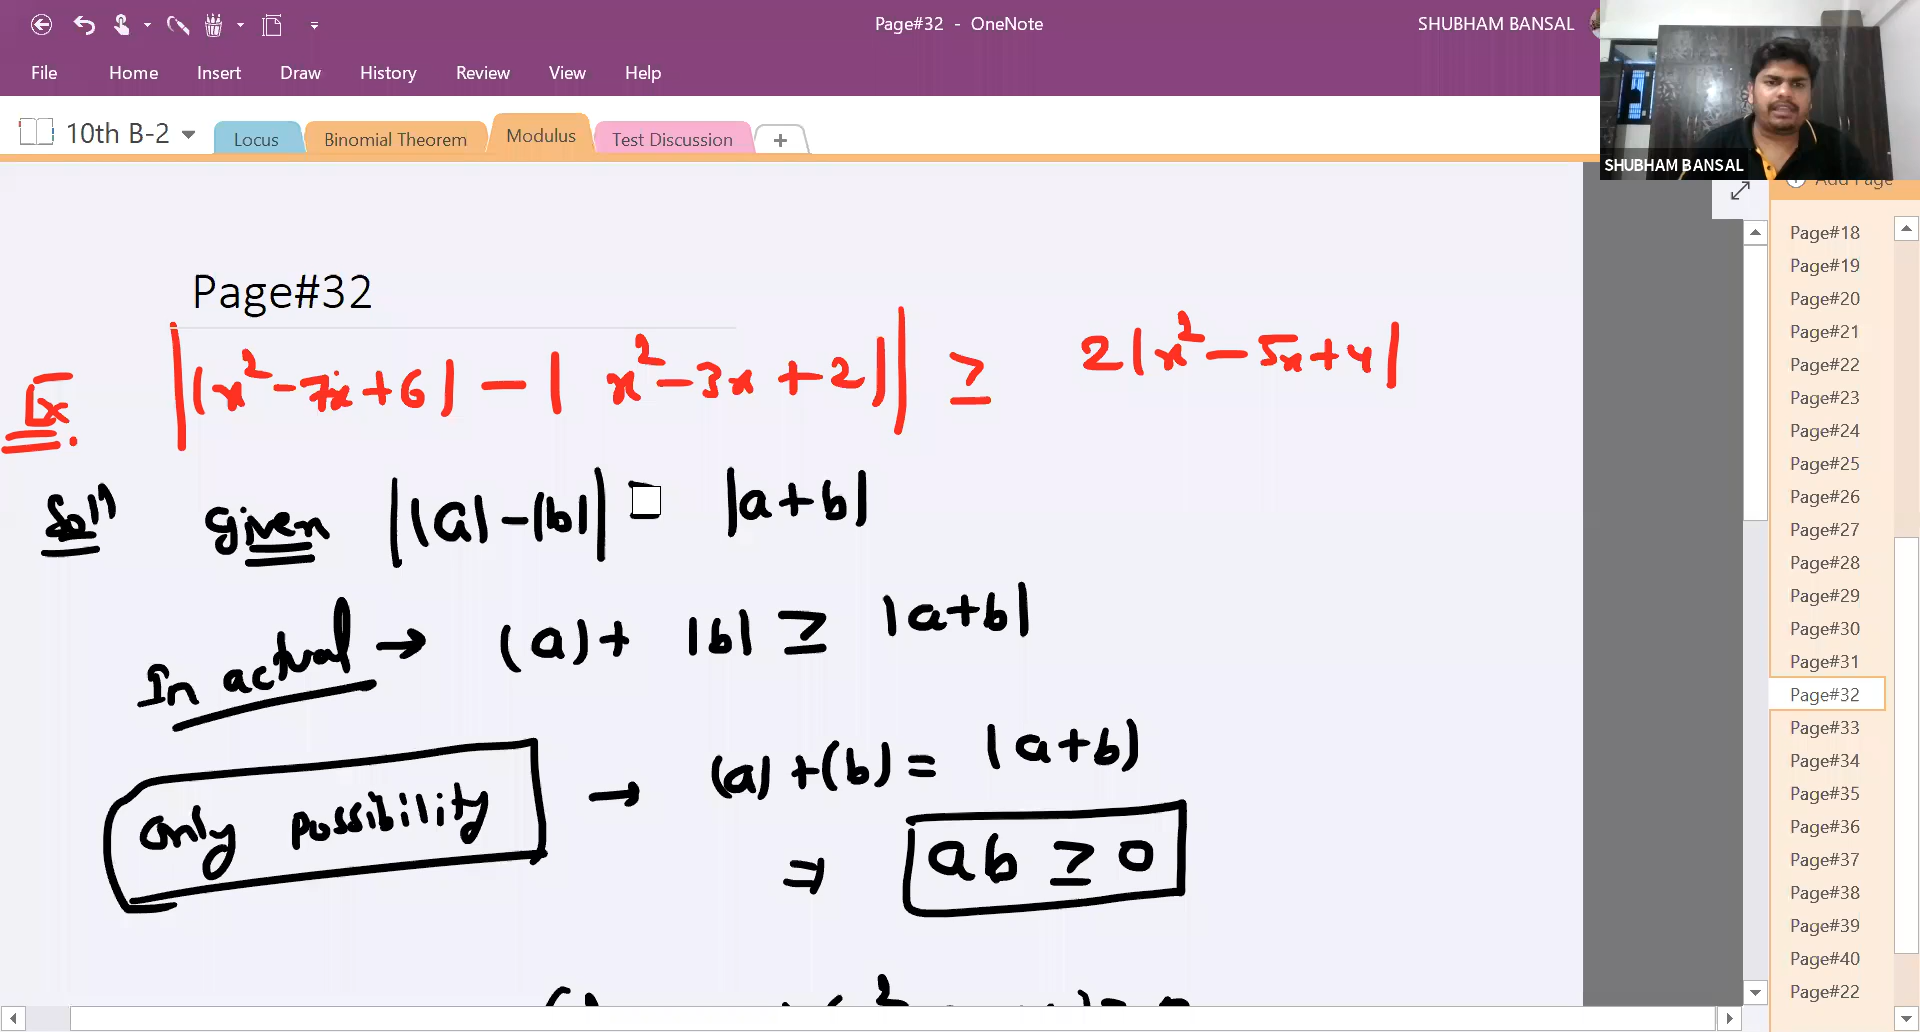 Page#32 - OneNote
SHUBHAM BANSAL
File Home Insert Draw History Review View Help
SHUBHAM BANSAL
10th B-2
Locus Binomial Theorem Modulus Test Discussion +
Add Page
Page#18
Page#19
Page#20
Page#21
Page#22
Page#23
Page#24
Page#25
Page#26
Page#27
Page#28
Page#29
Page#30
Page#31
Page#32
Page#33
Page#34
Page#35
Page#36
Page#37
Page#38
Page#39
Page#40
Page#22
Page#32
Ex. ||x²-7x+6| - |x²-3x+2|| ≥ 2|x²-5x+4|
Solⁿ given ||a|-|b|| |a+b|
In actual → |a|+ |b| ≥ |a+b|
Only possibility → |a|+|b| = |a+b|
⇒ ab ≥ 0